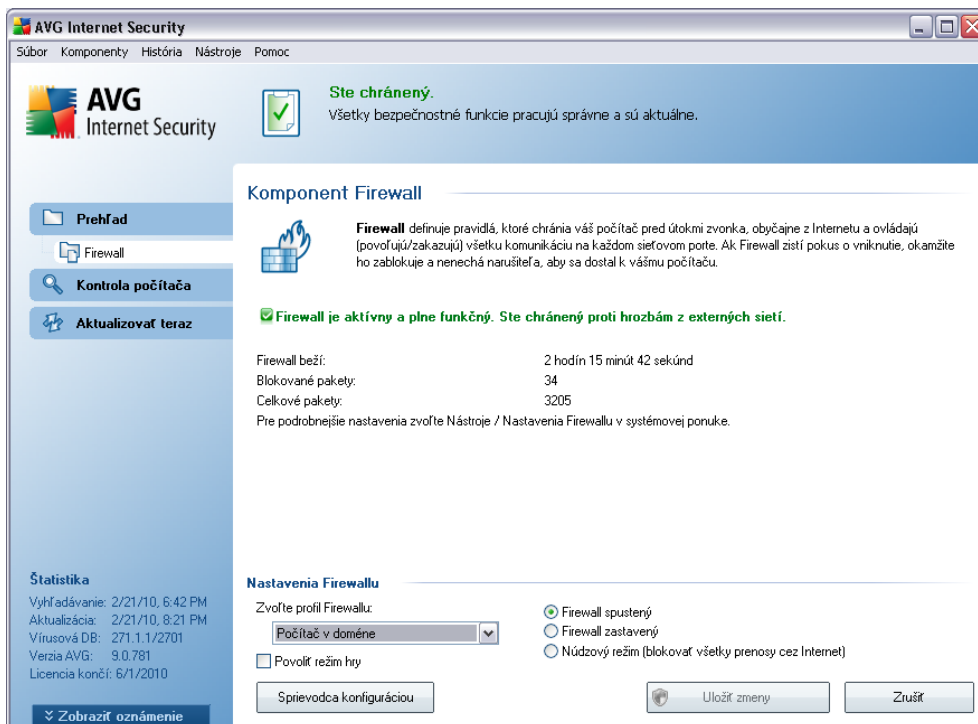 AVG Internet Security
Súbor Komponenty História Nástroje Pomoc
AVG
Internet Security
Ste chránený.
Všetky bezpečnostné funkcie pracujú správne a sú aktuálne.
Prehľad
Firewall
Kontrola počítača
Aktualizovať teraz
Komponent Firewall
Firewall definuje pravidlá, ktoré chránia váš počítač pred útokmi zvonka, obyčajne z Internetu a ovládajú
(povoľujú/zakazujú) všetku komunikáciu na každom sieťovom porte. Ak Firewall zistí pokus o vniknutie, okamžite
ho zablokuje a nenechá narušiteľa, aby sa dostal k vášmu počítaču.
Firewall je aktívny a plne funkčný. Ste chránený proti hrozbám z externých sietí.
Firewall beží: 2 hodín 15 minút 42 sekúnd
Blokované pakety: 34
Celkové pakety: 3205
Pre podrobnejšie nastavenia zvoľte Nástroje / Nastavenia Firewallu v systémovej ponuke.
Štatistika
Vyhľadávanie: 2/21/10, 6:42 PM
Aktualizácia: 2/21/10, 8:21 PM
Vírusová DB: 271.1.1/2701
Verzia AVG: 9.0.781
Licencia končí: 6/1/2010
Zobraziť oznámenie
Nastavenia Firewallu
Zvoľte profil Firewallu:
Počítač v doméne
Povoliť režim hry
Firewall spustený
Firewall zastavený
Núdzový režim (blokovať všetky prenosy cez Internet)
Sprievodca konfiguráciou
Uložiť zmeny
Zrušiť